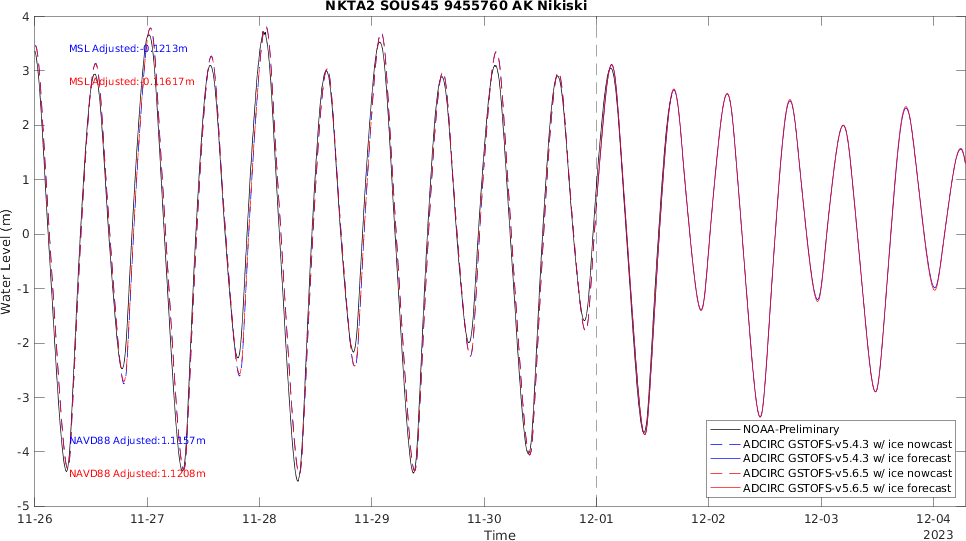 NKTA2 SOUS45 9455760 AK Nikiski
4
3
2
1
0
-1
-2
-3
-4
-5
Water Level (m)
MSL Adjusted:-0.1213m
MSL Adjusted:-0.11617m
NAVD88 Adjusted:1.1157m
NAVD88 Adjusted:1.1208m
NOAA-Preliminary
ADCIRC GSTOFS-v5.4.3 w/ ice nowcast
ADCIRC GSTOFS-v5.4.3 w/ ice forecast
ADCIRC GSTOFS-v5.6.5 w/ ice nowcast
ADCIRC GSTOFS-v5.6.5 w/ ice forecast
11-26 11-27 11-28 11-29 11-30 12-01 12-02 12-03 12-04
Time
2023